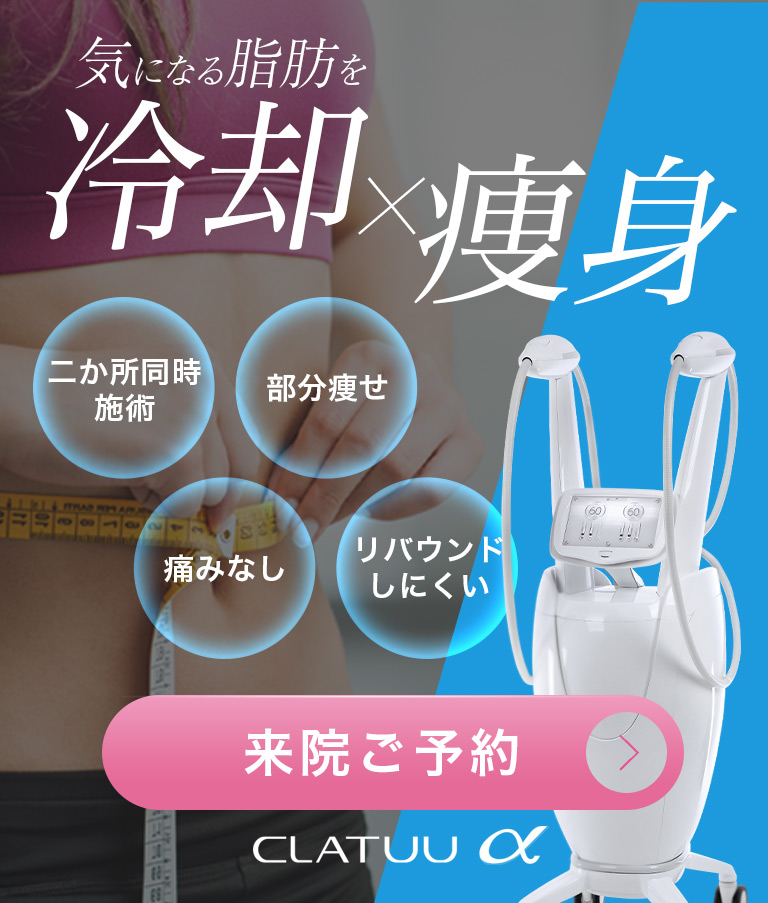 気になる脂肪を
冷却×痩身
二か所同時
施術
部分痩せ
痛みなし
リバウンド
しにくい
60 60
来院ご予約
CLATUU α